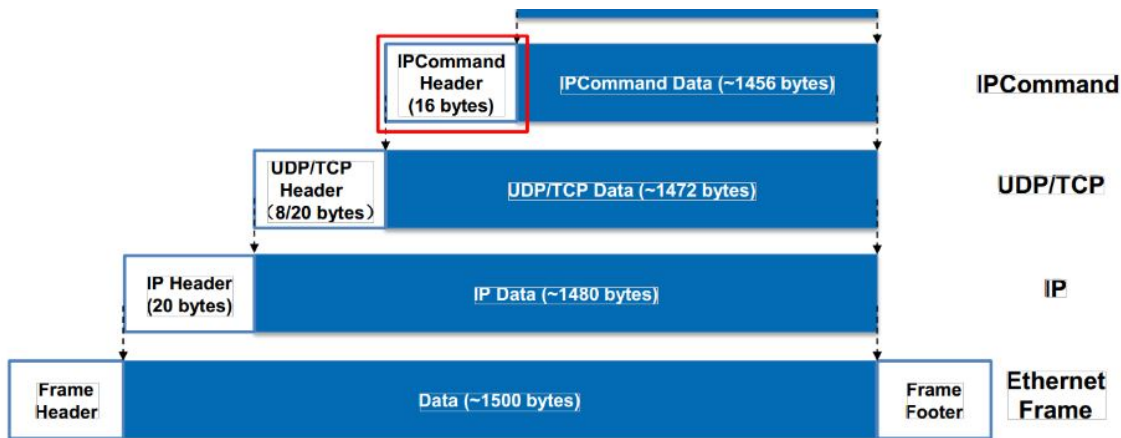 IPCommand
Header
(16 bytes)
IPCommand Data (~1456 bytes)
IPCommand
UDP/TCP
Header
（8/20 bytes）
UDP/TCP Data (~1472 bytes)
UDP/TCP
IP Header
(20 bytes)
IP Data (~1480 bytes)
IP
Frame
Header
Data (~1500 bytes)
Frame
Footer
Ethernet
Frame